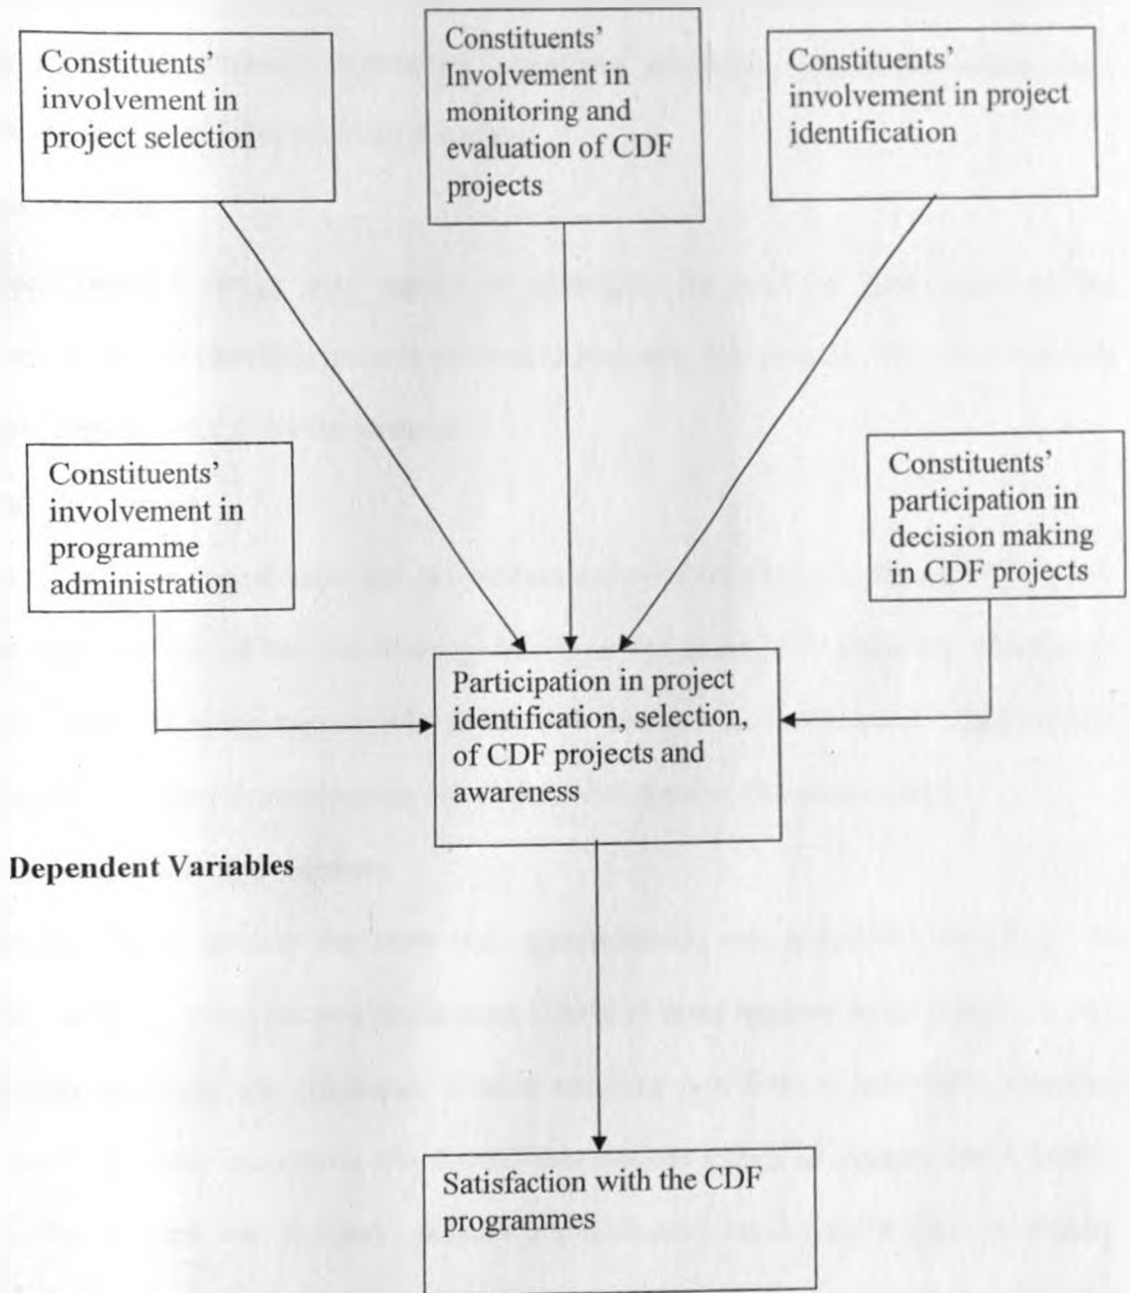 Constituents'
involvement in
project selection
Constituents'
Involvement in
monitoring and
evaluation of CDF
projects
Constituents'
involvement in project
identification
Constituents'
involvement in
programme
administration
Constituents'
participation in
decision making
in CDF projects
Participation in project
identification, selection,
of CDF projects and
awareness
Dependent Variables
Satisfaction with the CDF
programmes